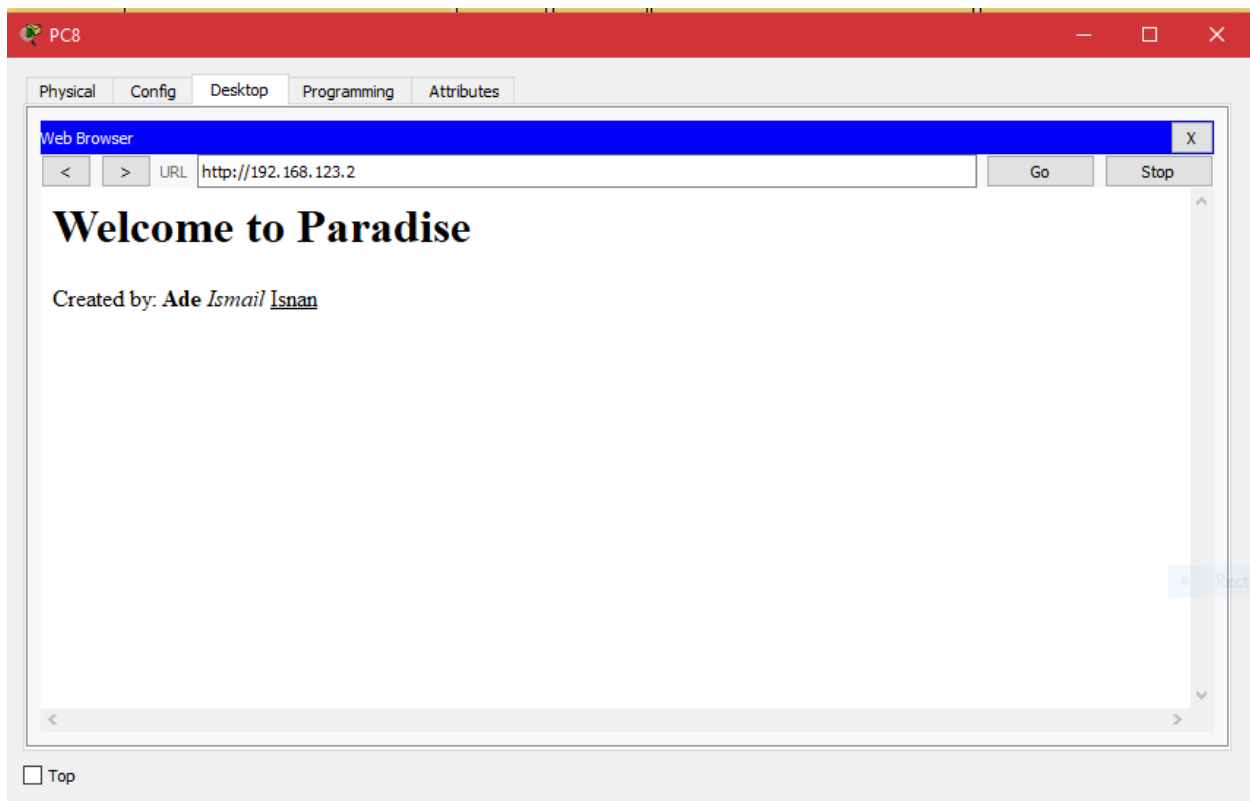 PC8
Physical Config Desktop Programming Attributes
Web Browser X
< > URL http://192.168.123.2 Go Stop
Welcome to Paradise
Created by: Ade Ismail Isnan
Rect
Top